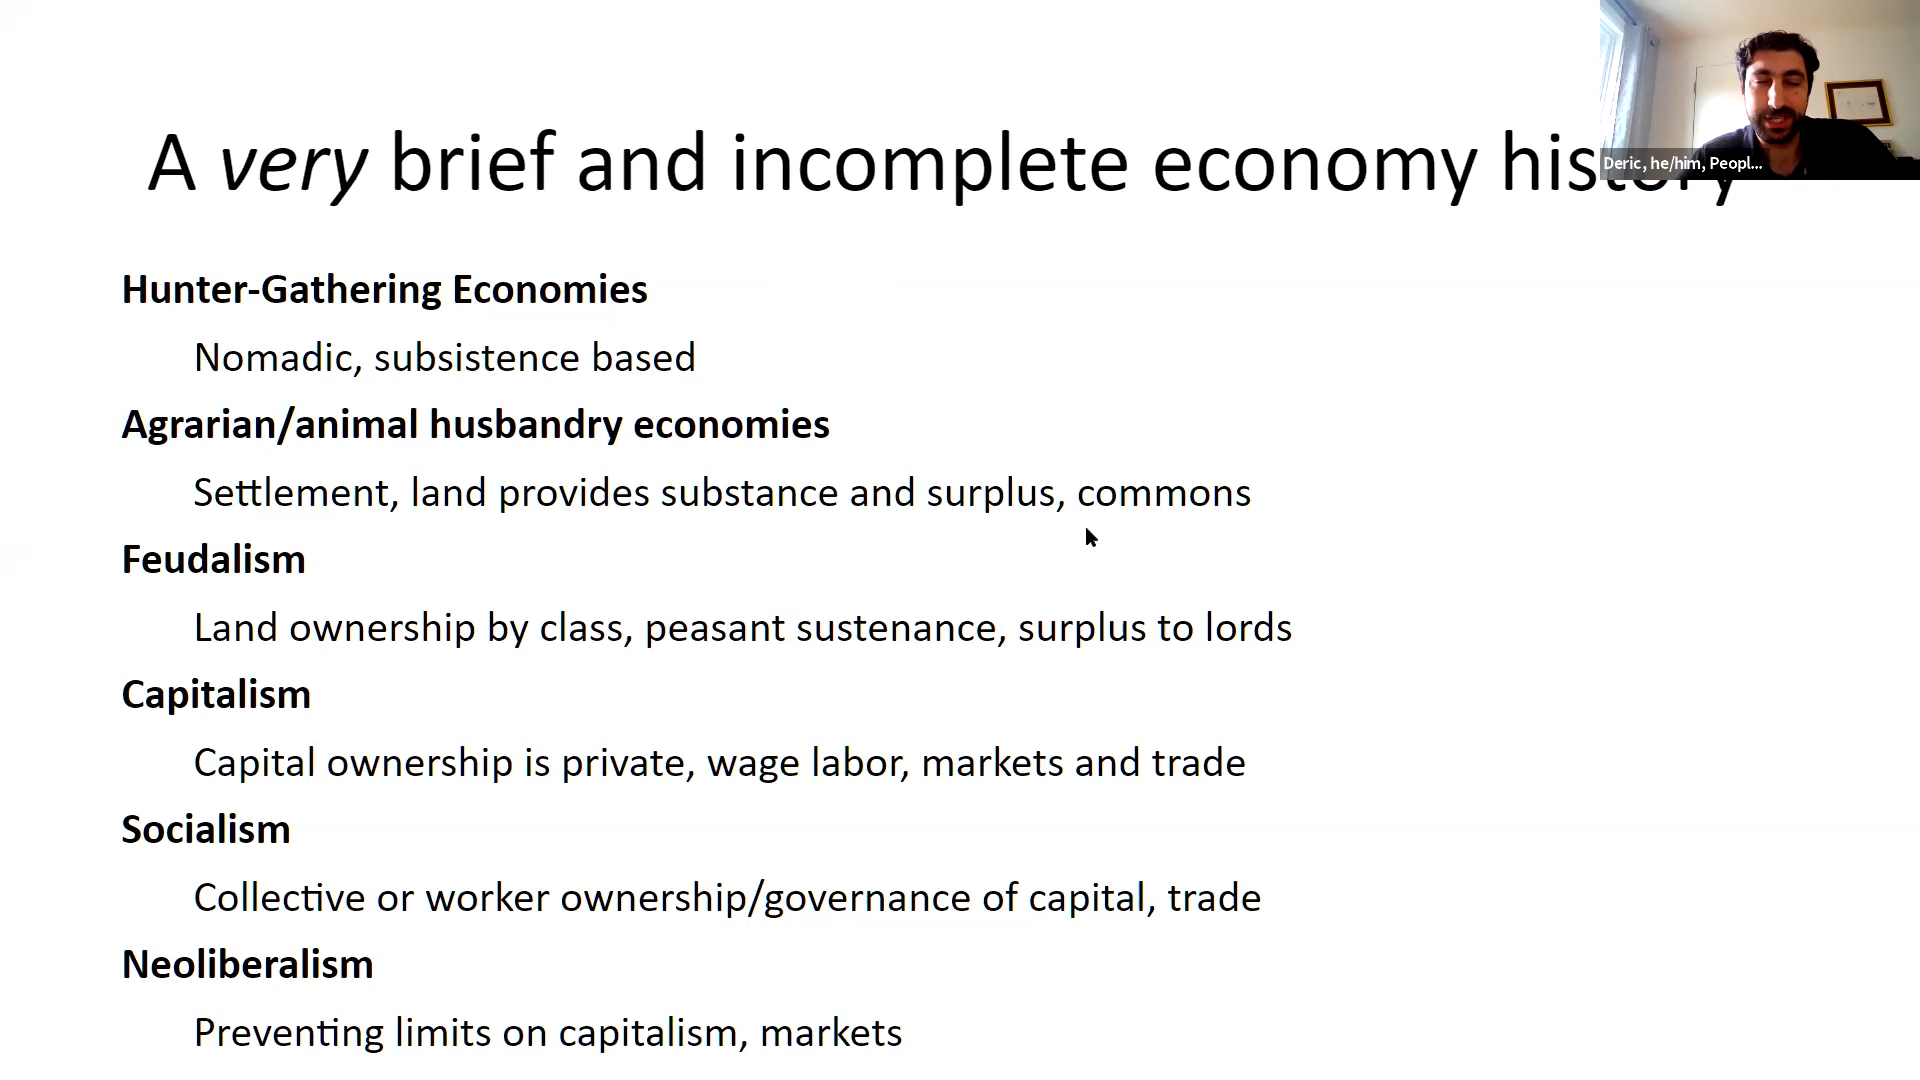 A very brief and incomplete economy history
Deric, he/him, Peopl...
Hunter-Gathering Economies
Nomadic, subsistence based
Agrarian/animal husbandry economies
Settlement, land provides substance and surplus, commons
Feudalism
Land ownership by class, peasant sustenance, surplus to lords
Capitalism
Capital ownership is private, wage labor, markets and trade
Socialism
Collective or worker ownership/governance of capital, trade
Neoliberalism
Preventing limits on capitalism, markets